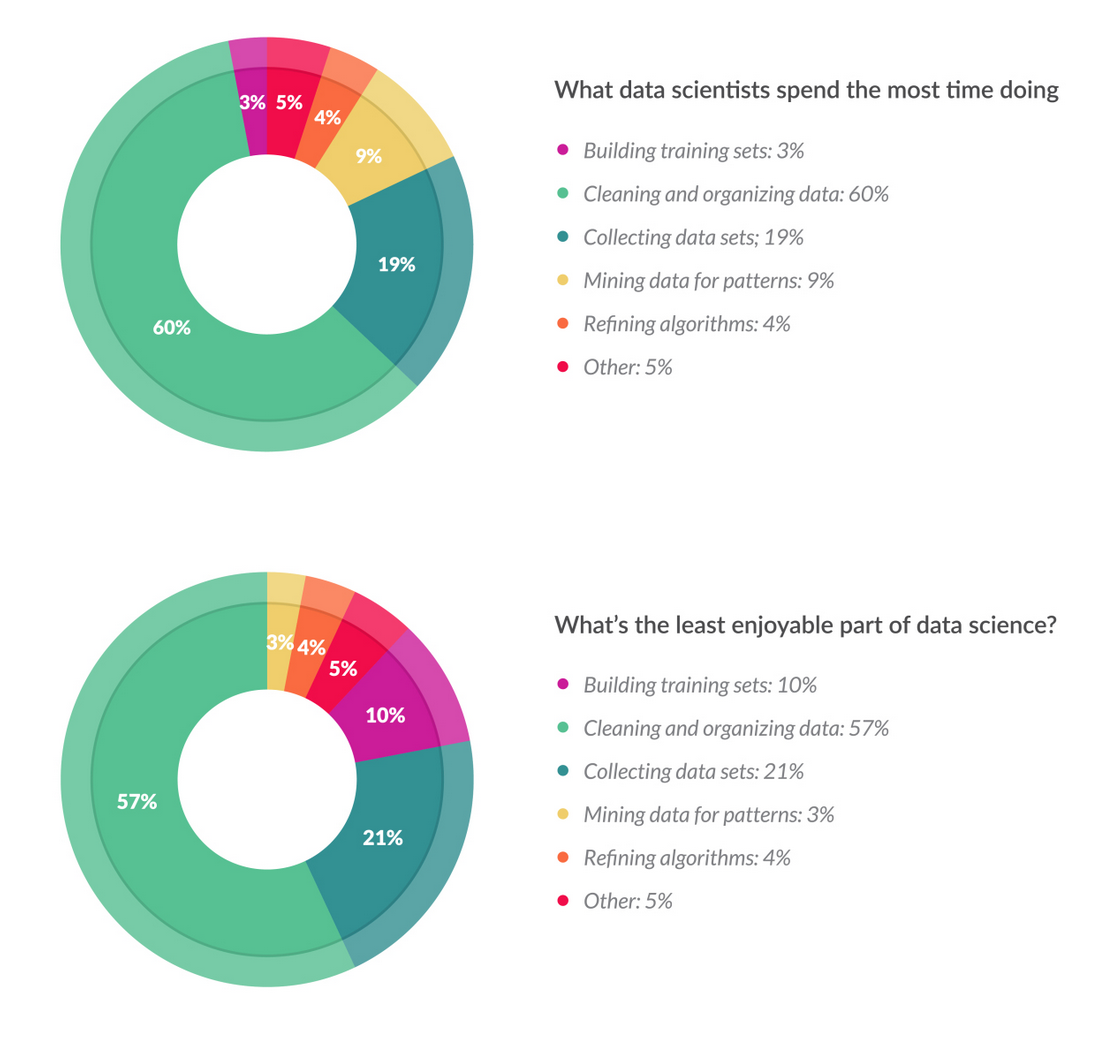 3%
5%
4%
9%
19%
60%
What data scientists spend the most time doing
Building training sets: 3%
Cleaning and organizing data: 60%
Collecting data sets; 19%
Mining data for patterns: 9%
Refining algorithms: 4%
Other: 5%
3%
4%
5%
10%
57%
21%
What’s the least enjoyable part of data science?
Building training sets: 10%
Cleaning and organizing data: 57%
Collecting data sets: 21%
Mining data for patterns: 3%
Refining algorithms: 4%
Other: 5%